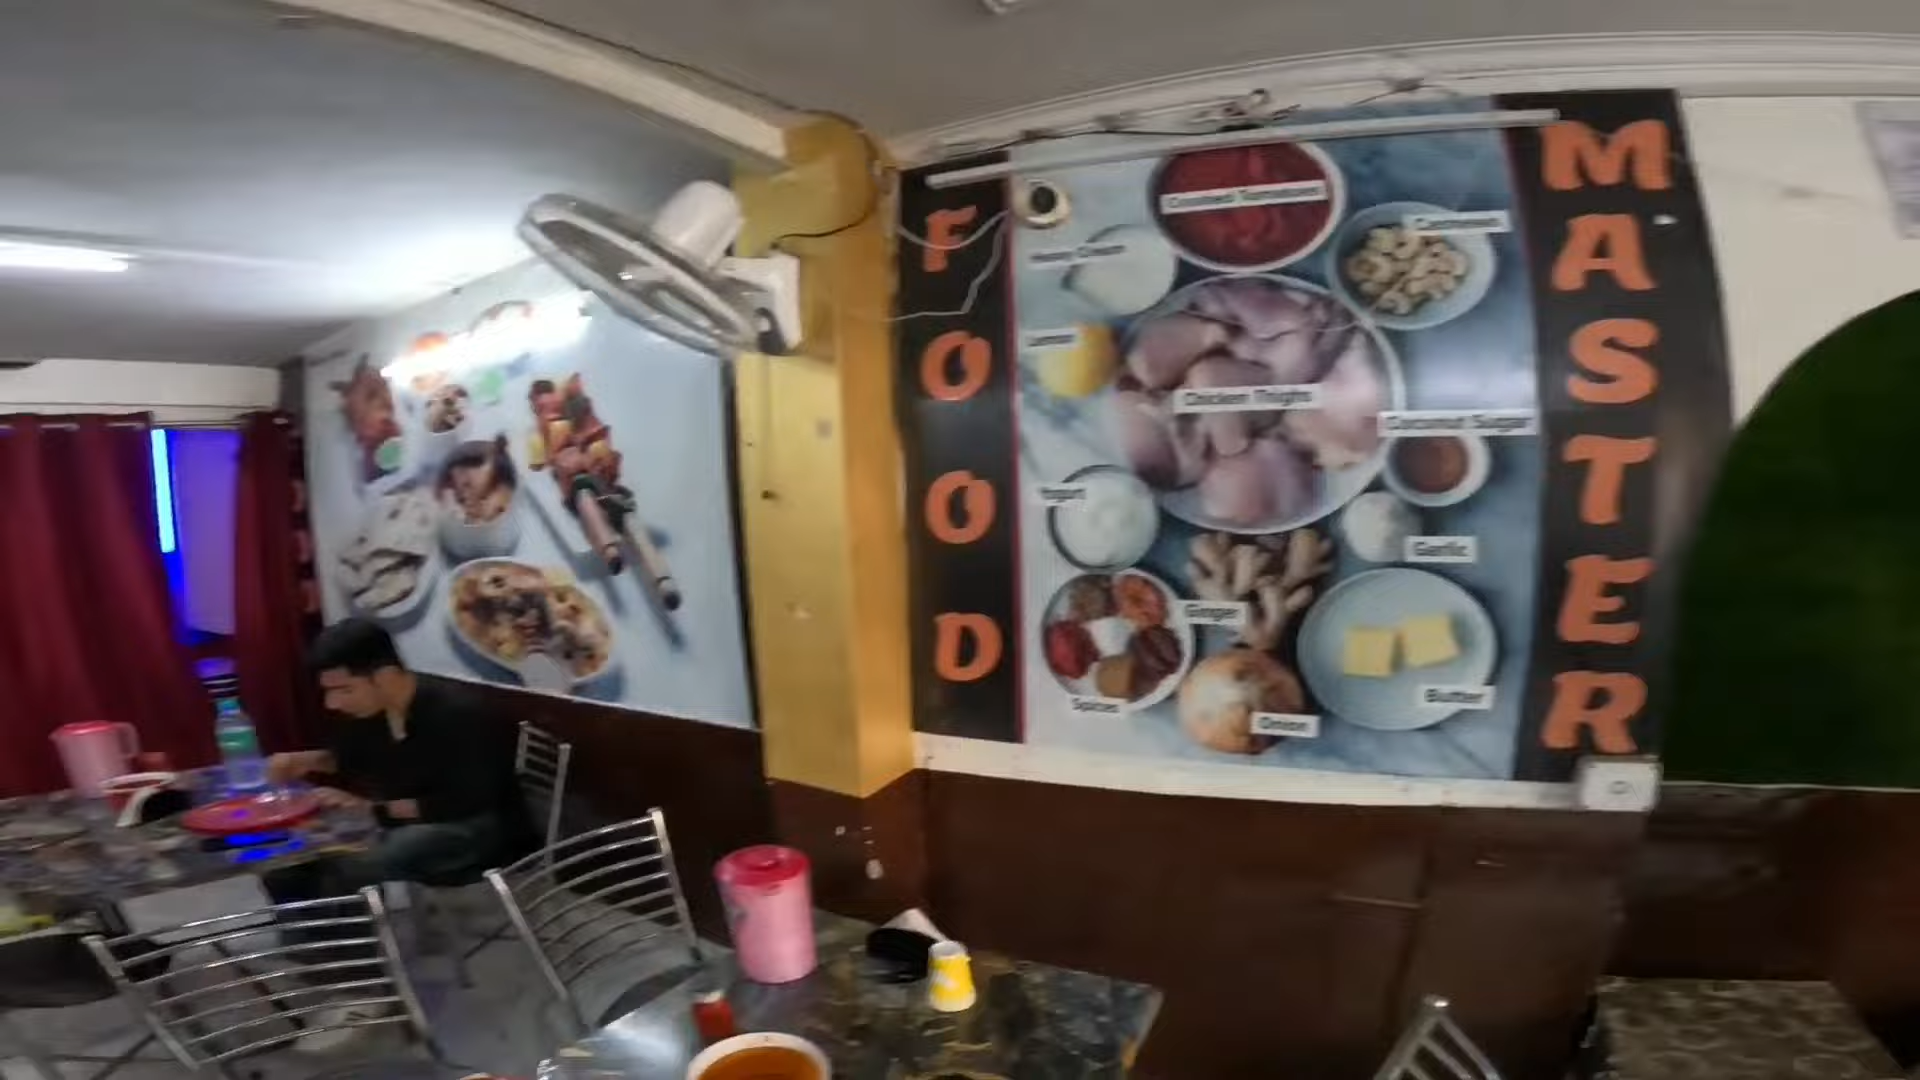 FOOD
MASTER
Crushed Tomatoes
Cashews
Heavy Cream
Lemon
Chicken Thighs
Coconut Sugar
Yogurt
Garlic
Ginger
Spices
Onion
Butter